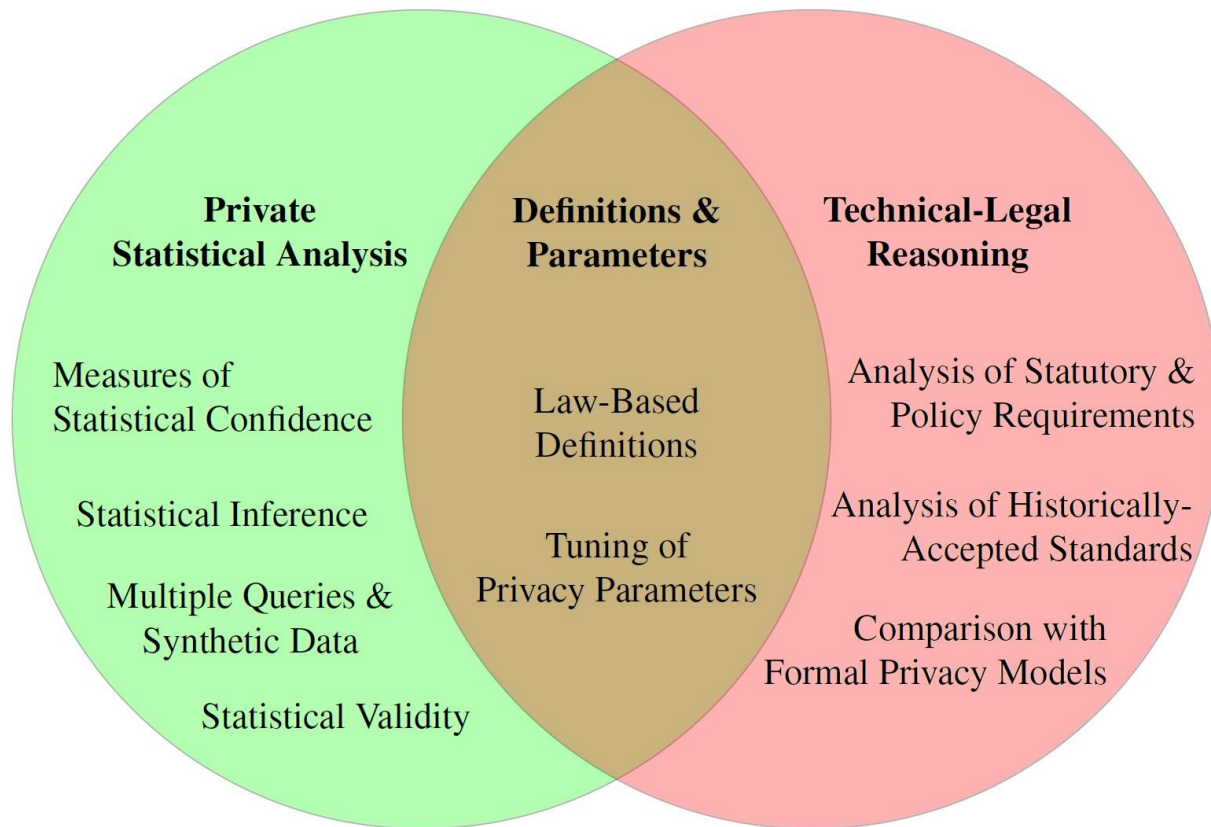 Private
Statistical Analysis
Measures of
Statistical Confidence
Statistical Inference
Multiple Queries &
Synthetic Data
Statistical Validity
Definitions &
Parameters
Law-Based
Definitions
Tuning of
Privacy Parameters
Technical-Legal
Reasoning
Analysis of Statutory &
Policy Requirements
Analysis of Historically-
Accepted Standards
Comparison with
Formal Privacy Models